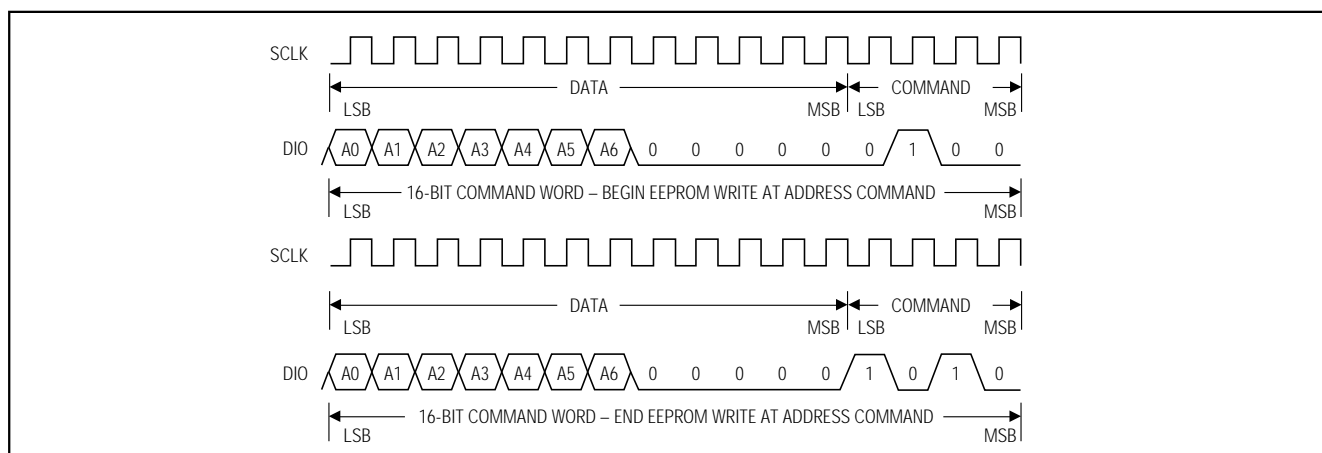 SCLK
DATA COMMAND
LSB MSB LSB MSB
DIO A0 A1 A2 A3 A4 A5 A6 0 0 0 0 0 0 1 0 0
16-BIT COMMAND WORD – BEGIN EEPROM WRITE AT ADDRESS COMMAND
LSB MSB
SCLK
DATA COMMAND
LSB MSB LSB MSB
DIO A0 A1 A2 A3 A4 A5 A6 0 0 0 0 0 1 0 1 0
16-BIT COMMAND WORD – END EEPROM WRITE AT ADDRESS COMMAND
LSB MSB